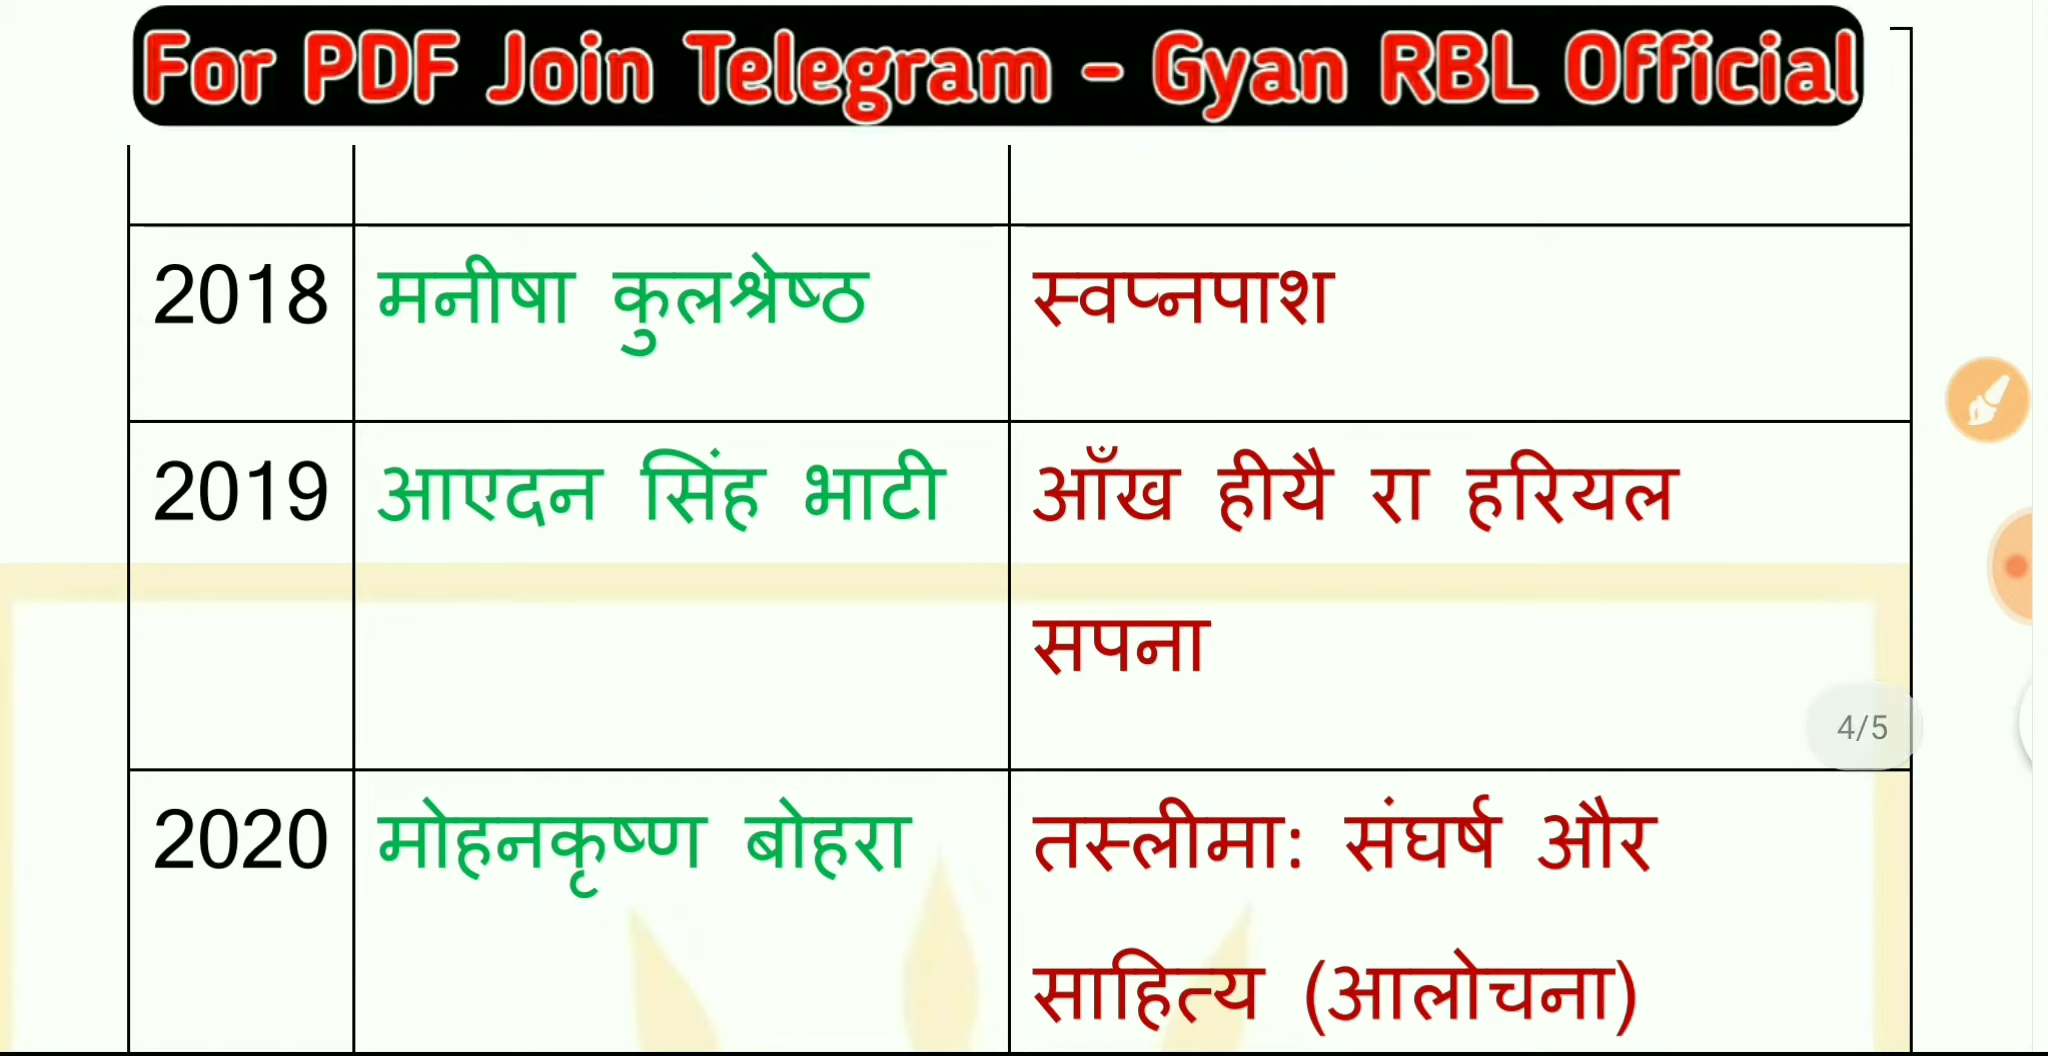 For PDF Join Telegram - Gyan RBL Official
2018 मनीषा कुलश्रेष्ठ स्वप्नपाश
2019 आएदन सिंह भाटी आँख हीयै रा हरियल
सपना
4/5
2020 मोहनकृष्ण बोहरा तस्लीमा: संघर्ष और
साहित्य (आलोचना)